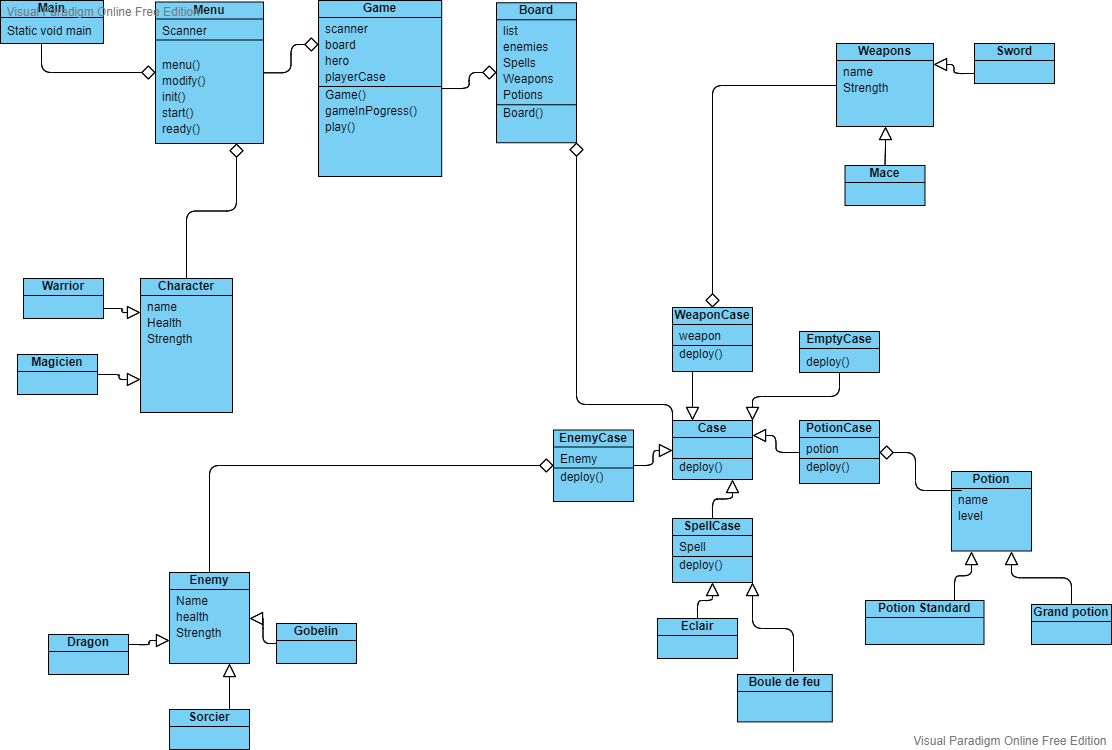 Visual Paradigm Online Free Edition
Main
Static void main
Menu
Scanner
menu()
modify()
init()
start()
ready()
Game
scanner
board
hero
playerCase
Game()
gameInPogress()
play()
Board
list
enemies
Spells
Weapons
Potions
Board()
Weapons
name
Strength
Sword
Mace
Warrior
Magicien
Character
name
Health
Strength
WeaponCase
weapon
deploy()
EmptyCase
deploy()
EnemyCase
Enemy
deploy()
Case
deploy()
PotionCase
potion
deploy()
Potion
name
level
SpellCase
Spell
deploy()
Enemy
Name
health
Strength
Dragon
Gobelin
Sorcier
Eclair
Boule de feu
Potion Standard
Grand potion
Visual Paradigm Online Free Edition